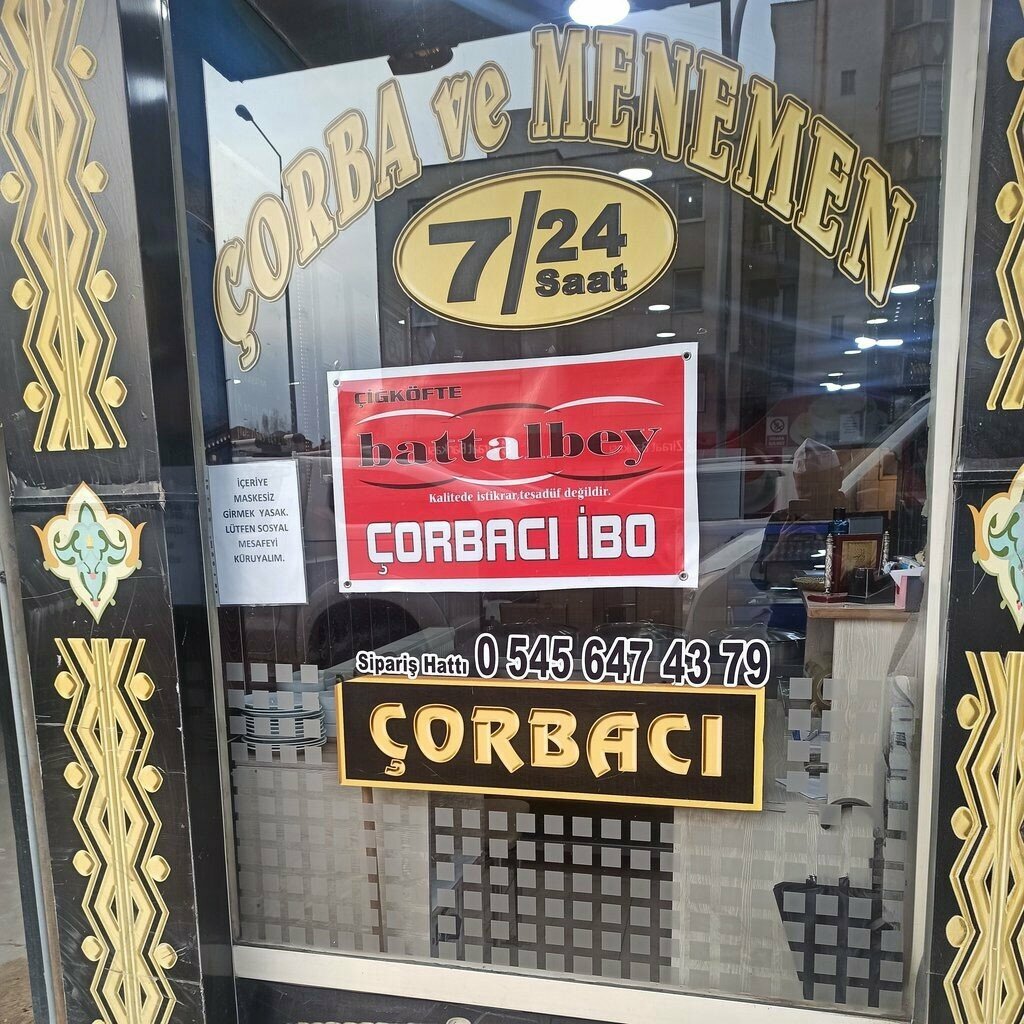 ÇORBA ve MENEMEN
7/24
Saat
ÇİGKÖFTE
battalbey
Kalitede istikrar, tesadüf değildir.
ÇORBACI İBO
İÇERİYE
MASKESİZ
GİRMEK YASAK.
LÜTFEN SOSYAL
MESAFEYİ
KÜRUYALIM.
Sipariş Hattı 0 545 647 43 79
ÇORBACI